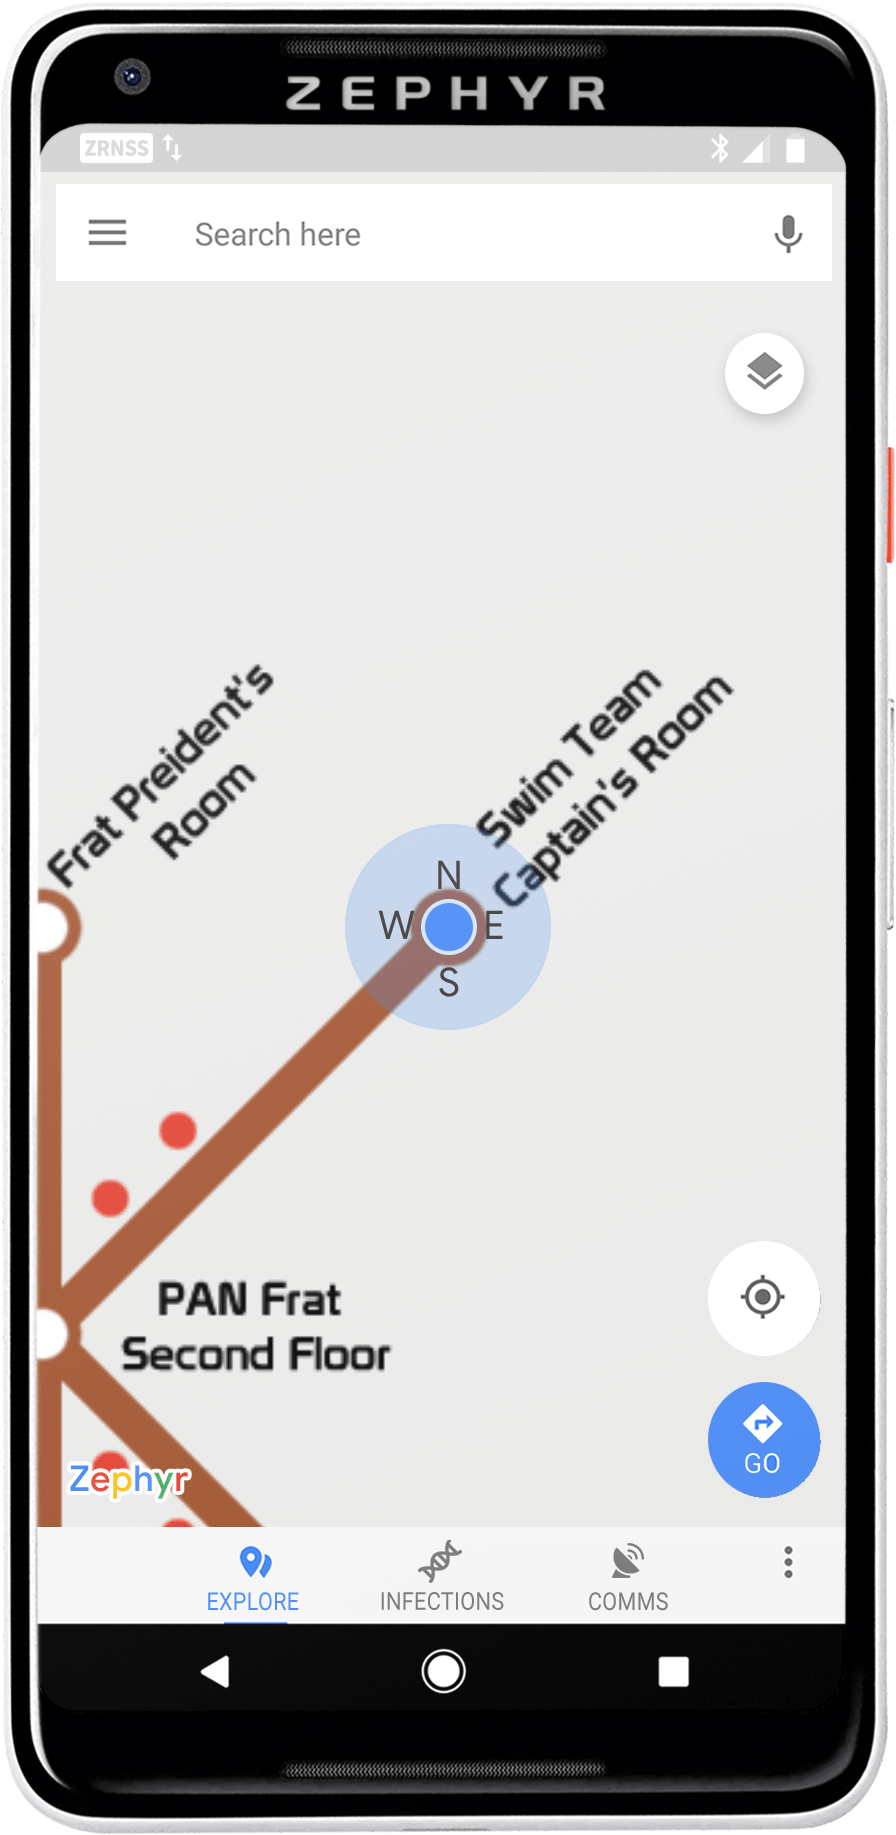 ZEPHYR
ZRNSS
Search here
Frat Preident's
Room
Swim Team
Captain's Room
N
W E
S
PAN Frat
Second Floor
Zephyr
GO
EXPLORE INFECTIONS COMMS